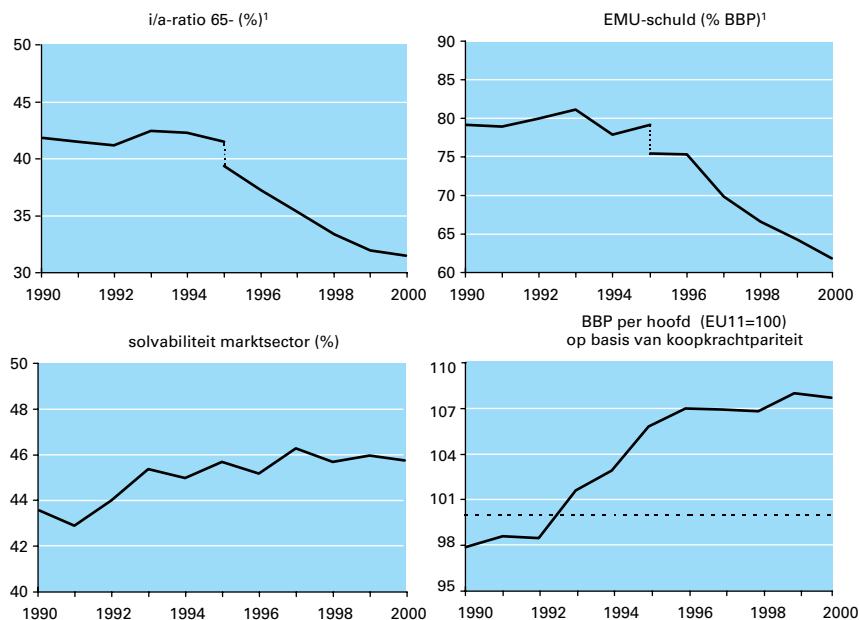 i/a-ratio 65- (%)¹
50
45
40
35
30
1990 1992 1994 1996 1998 2000
EMU-schuld (% BBP)¹
90
85
80
75
70
65
60
1990 1992 1994 1996 1998 2000
solvabiliteit marktsector (%)
50
48
46
44
42
40
1990 1992 1994 1996 1998 2000
BBP per hoofd (EU11=100)
op basis van koopkrachtpariteit
110
107
104
101
98
95
1990 1992 1994 1996 1998 2000